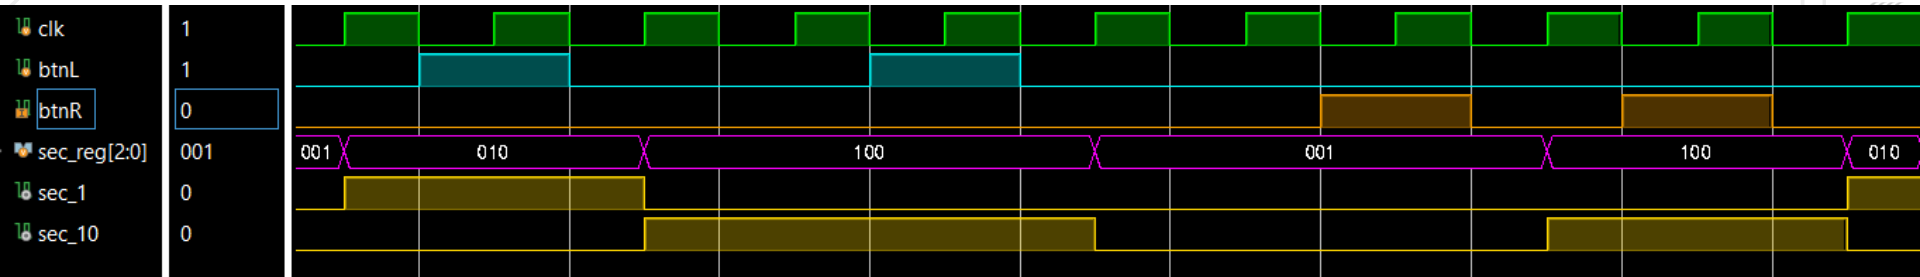 clk 1
btnL 1
btnR 0
sec_reg[2:0] 001 001 010 100 001 100 010
sec_1 0
sec_10 0